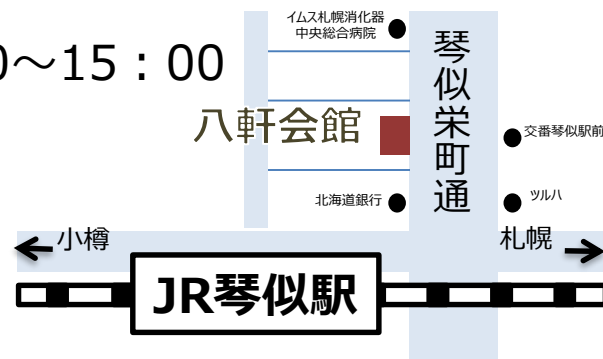 イムス札幌消化器
中央総合病院
0～15：00
琴似栄町通
八軒会館
交番琴似駅前
北海道銀行
ツルハ
小樽
札幌
JR琴似駅